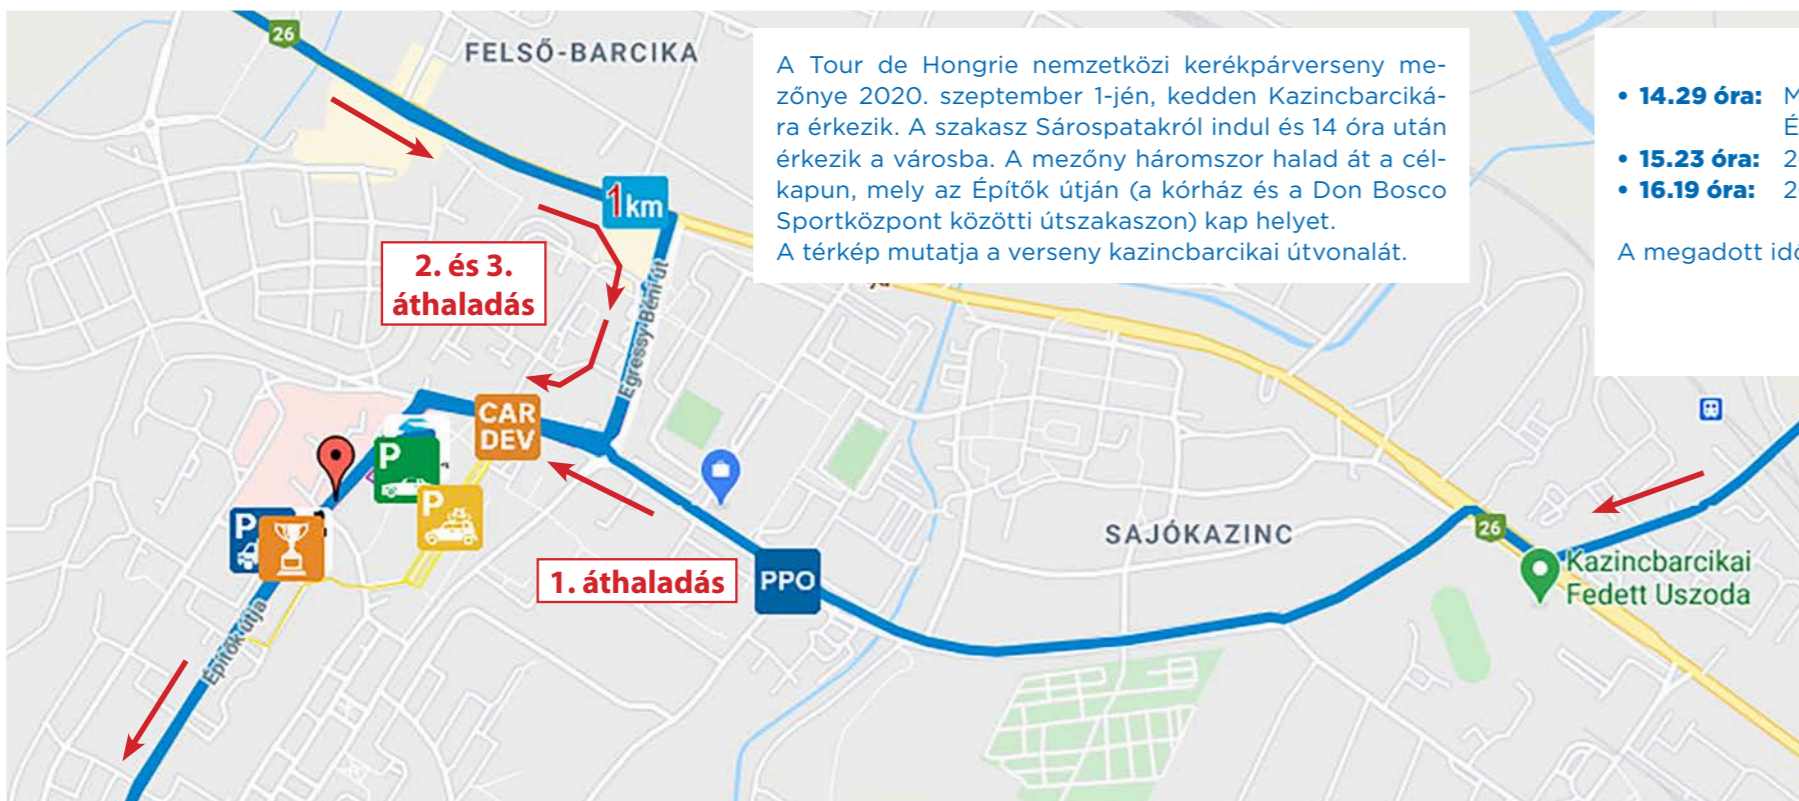 26
FELSŐ-BARCIKA
A Tour de Hongrie nemzetközi kerékpárverseny me-
zőnye 2020. szeptember 1-jén, kedden Kazincbarciká-
ra érkezik. A szakasz Sárospatakról indul és 14 óra után
érkezik a városba. A mezőny háromszor halad át a cél-
kapun, mely az Építők útján (a kórház és a Don Bosco
Sportközpont közötti útszakaszon) kap helyet.
A térkép mutatja a verseny kazincbarcikai útvonalát.
• 14.29 óra: M
É
• 15.23 óra: 2
• 16.19 óra: 2
A megadott idő
1km
2. és 3.
áthaladás
Egressy Béni út
CAR
DEV
P
P
P
26
SAJÓKAZINC
Kazincbarcikai
Fedett Uszoda
1. áthaladás
PPO
Építők útja